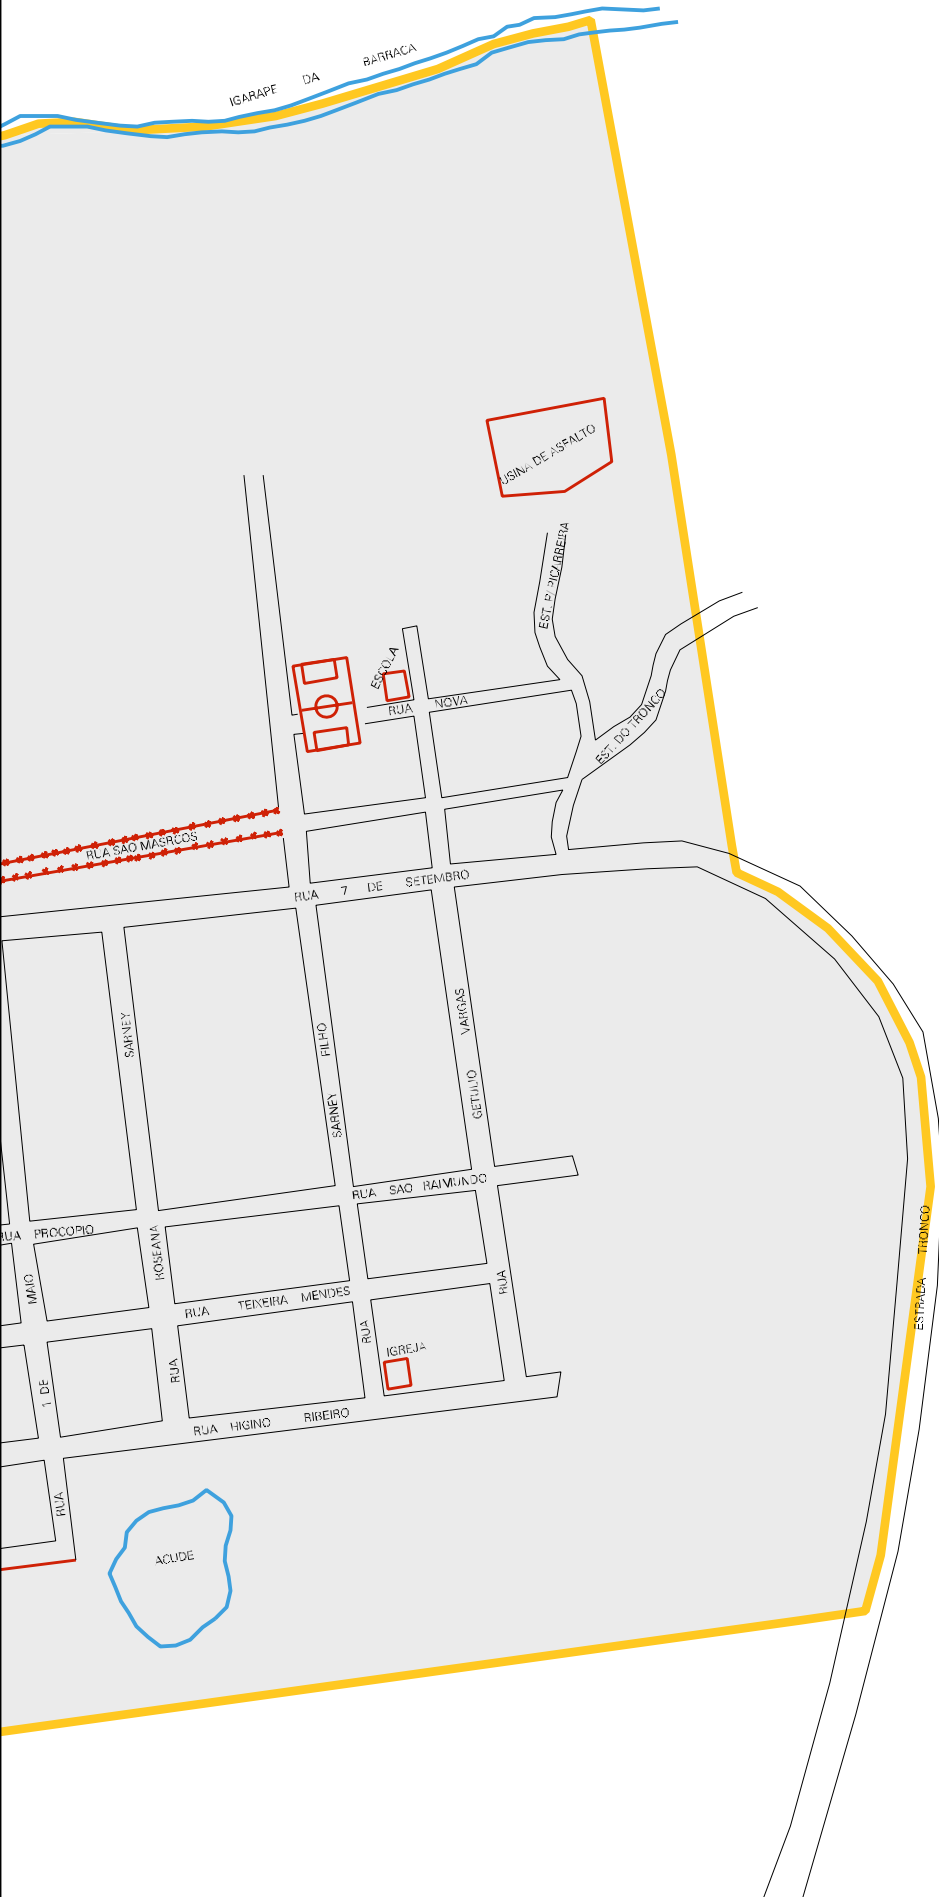 IGARAPE DA BARRACA
USINA DE ASFALTO
EST. DO TRONCO
ESCOLA
RUA NOVA
RUA SAO MASRCOS
RUA 7 DE SETEMBRO
RUA ROSEANA SARNEY
RUA SARNEY FILHO
RUA GETULIO VARGAS
RUA SAO RAIMUNDO
RUA PROCOPIO
RUA 1 DE MAIO
RUA TEIXEIRA MENDES
IGREJA
RUA HIGINO RIBEIRO
ACUDE
ESTRADA TRONCO